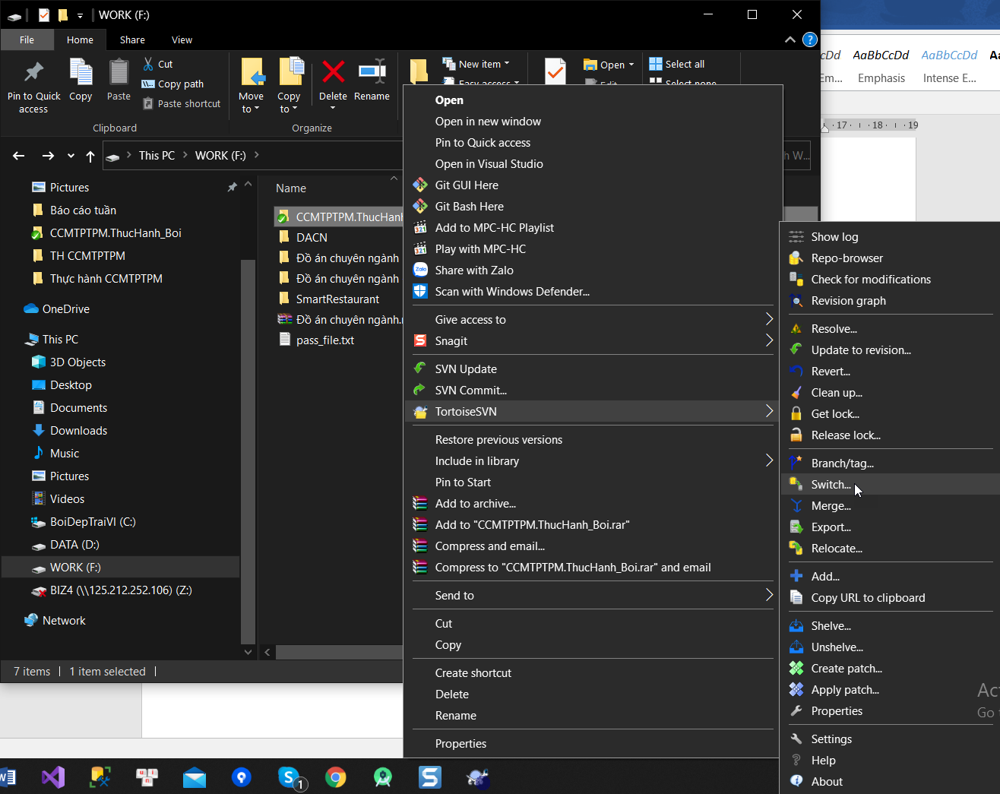 WORK (F:)
File
Home
Share
View
Pin to Quick access
Copy
Paste
Cut
Copy path
Paste shortcut
Clipboard
Move to
Copy to
Delete
Rename
Organize
New item
Easy access
Open
Edit
Select all
Select none
AaBbCcDd
AaBbCcDd
Em...
Emphasis
Intense E...
17
18
19
This PC
WORK (F:)
Pictures
Báo cáo tuần
CCMTPTPM.ThucHanh_Boi
TH CCMTPTPM
Thực hành CCMTPTPM
OneDrive
This PC
3D Objects
Desktop
Documents
Downloads
Music
Pictures
Videos
BoiDepTraiVl (C:)
DATA (D:)
WORK (F:)
BIZ4 (\\125.212.252.106) (Z:)
Network
7 items
1 item selected
Name
CCMTPTPM.ThucHanh
DACN
Đồ án chuyên ngành
Đồ án chuyên ngành
SmartRestaurant
Đồ án chuyên ngành.r
pass_file.txt
Open
Open in new window
Pin to Quick access
Open in Visual Studio
Git GUI Here
Git Bash Here
Add to MPC-HC Playlist
Play with MPC-HC
Share with Zalo
Scan with Windows Defender...
Give access to
Snagit
SVN Update
SVN Commit...
TortoiseSVN
Restore previous versions
Include in library
Pin to Start
Add to archive...
Add to "CCMTPTPM.ThucHanh_Boi.rar"
Compress and email...
Compress to "CCMTPTPM.ThucHanh_Boi.rar" and email
Send to
Cut
Copy
Create shortcut
Delete
Rename
Properties
Show log
Repo-browser
Check for modifications
Revision graph
Resolve...
Update to revision...
Revert...
Clean up...
Get lock...
Release lock...
Branch/tag...
Switch...
Merge...
Export...
Relocate...
Add...
Copy URL to clipboard
Shelve...
Unshelve...
Create patch...
Apply patch...
Properties
Settings
Help
About
Act
Go
1